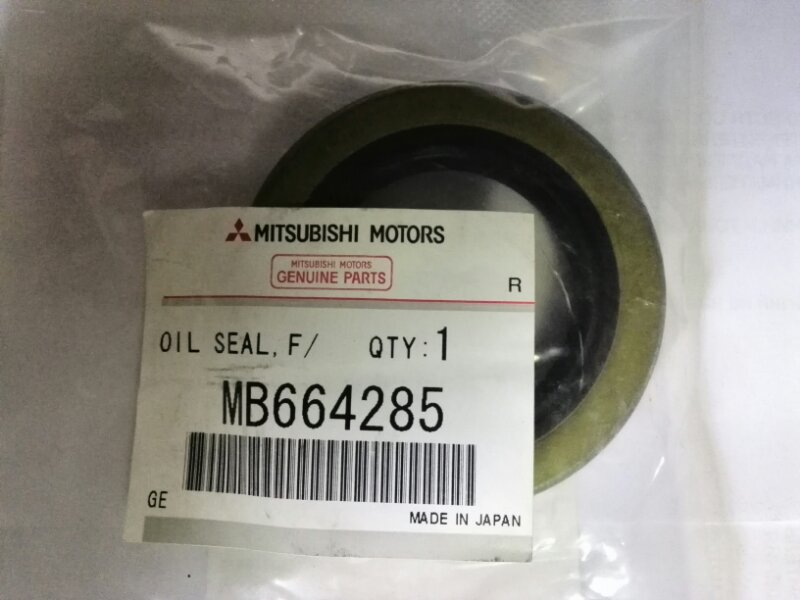 MITSUBISHI MOTORS
MITSUBISHI MOTORS
GENUINE PARTS
R
OIL SEAL, F/ QTY: 1
MB664285
GE
MADE IN JAPAN